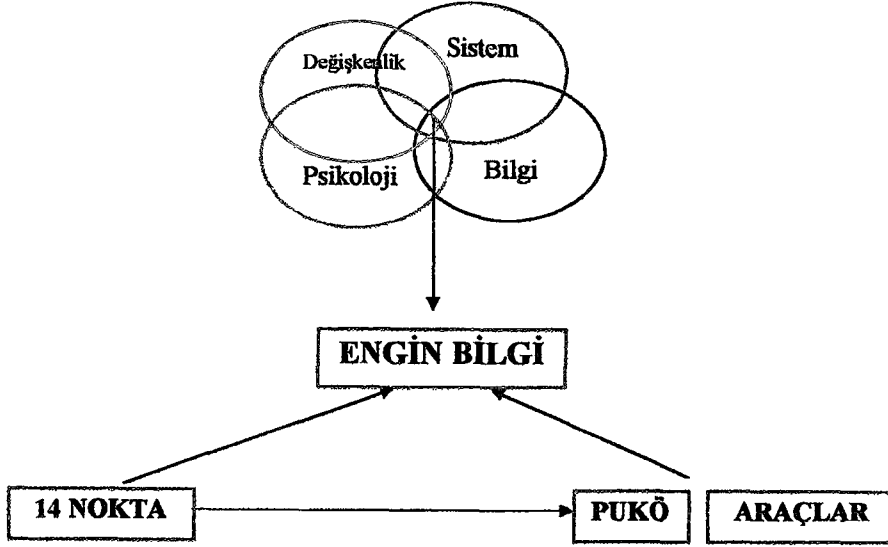 Değişkenlik
Sistem
Psikoloji
Bilgi
ENGİN BİLGİ
14 NOKTA
PUKÖ
ARAÇLAR